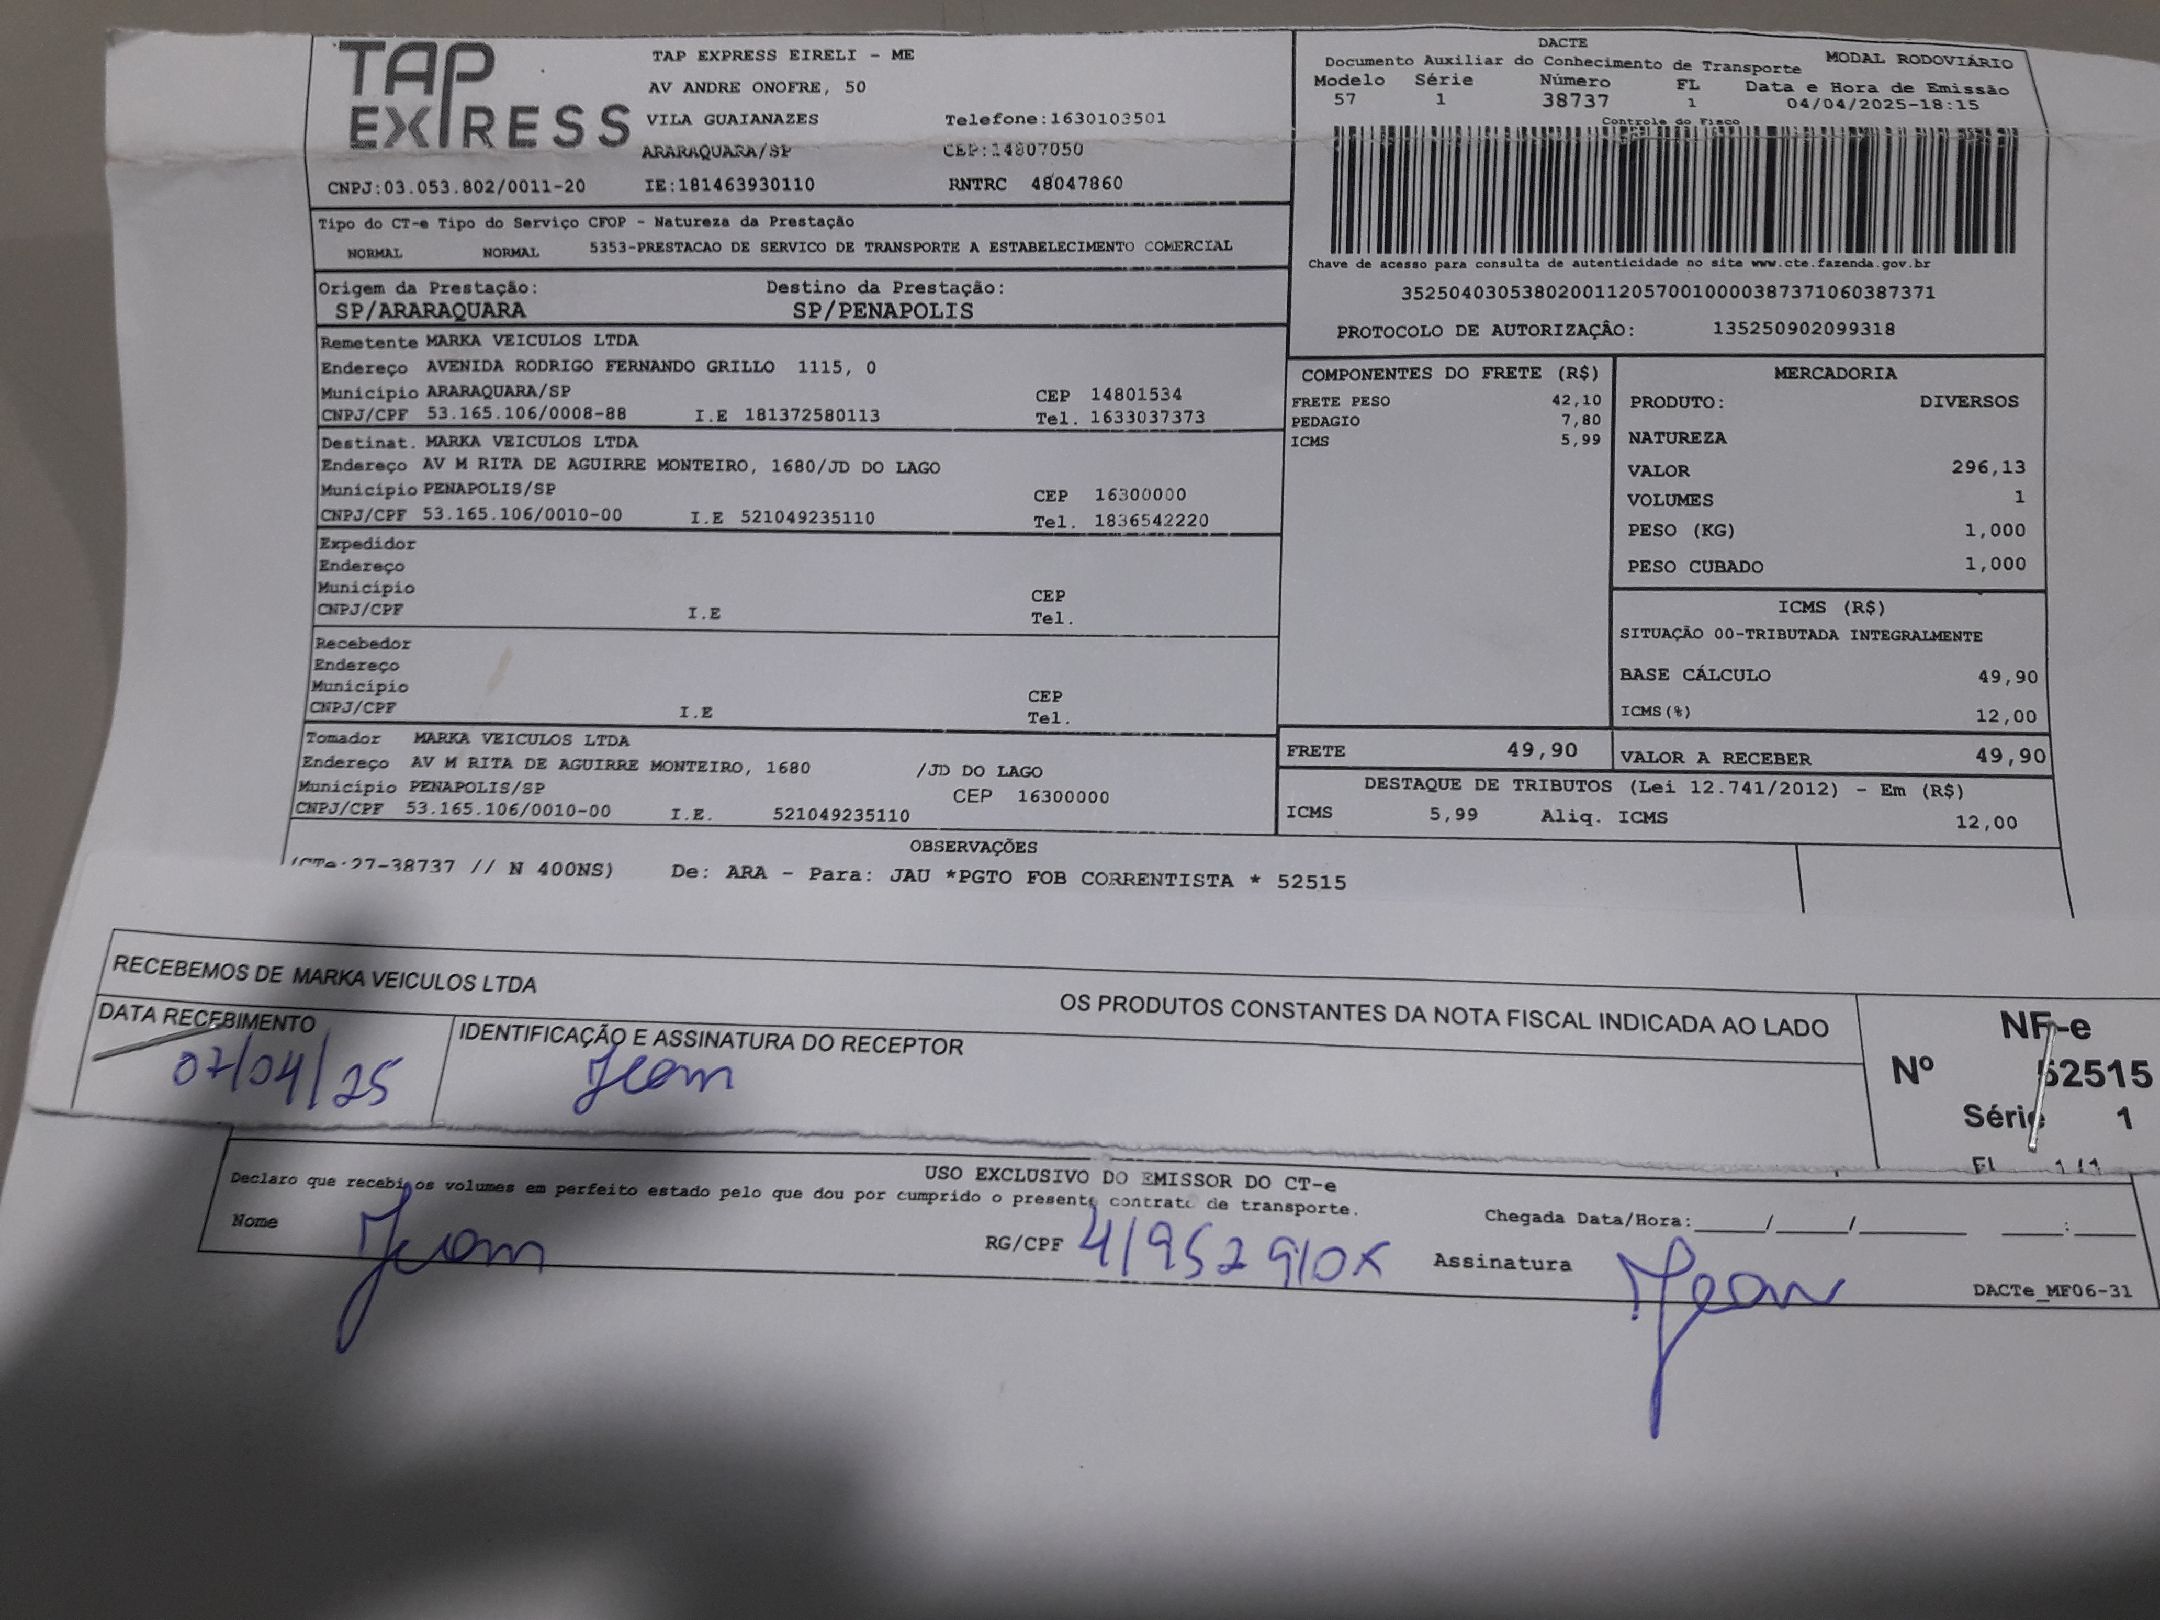 TAP EXPRESS
TAP EXPRESS EIRELI - ME
AV ANDRE ONOFRE, 50
VILA GUAIANAZES Telefone:1630103501
ARARAQUARA/SP CEP:14807050
CNPJ:03.053.802/0011-20 IE:181463930110 RNTRC 48047860
DACTE
Documento Auxiliar do Conhecimento de Transporte MODAL RODOVIÁRIO
Modelo Série Número FL Data e Hora de Emissão
57 1 38737 1 04/04/2025-18:15
Controle do Fisco
Chave de acesso para consulta de autenticidade no site www.cte.fazenda.gov.br
35250403053802001120570010000387371060387371
PROTOCOLO DE AUTORIZAÇÂO: 135250902099318
Tipo do CT-e Tipo do Serviço CFOP - Natureza da Prestação
NORMAL NORMAL 5353-PRESTACAO DE SERVICO DE TRANSPORTE A ESTABELECIMENTO COMERCIAL
Origem da Prestação: Destino da Prestação:
SP/ARARAQUARA SP/PENAPOLIS
Remetente MARKA VEICULOS LTDA
Endereço AVENIDA RODRIGO FERNANDO GRILLO 1115, 0
Município ARARAQUARA/SP CEP 14801534
CNPJ/CPF 53.165.106/0008-88 I.E 181372580113 Tel. 1633037373
Destinat. MARKA VEICULOS LTDA
Endereço AV M RITA DE AGUIRRE MONTEIRO, 1680/JD DO LAGO
Município PENAPOLIS/SP CEP 16300000
CNPJ/CPF 53.165.106/0010-00 I.E 521049235110 Tel. 1836542220
Expedidor
Endereço
Município CEP
CNPJ/CPF I.E Tel.
Recebedor
Endereço
Município CEP
CNPJ/CPF I.E Tel.
Tomador MARKA VEICULOS LTDA
Endereço AV M RITA DE AGUIRRE MONTEIRO, 1680 /JD DO LAGO
Município PENAPOLIS/SP CEP 16300000
CNPJ/CPF 53.165.106/0010-00 I.E. 521049235110
COMPONENTES DO FRETE (R$)
FRETE PESO 42,10
PEDAGIO 7,80
ICMS 5,99
MERCADORIA
PRODUTO: DIVERSOS
NATUREZA
VALOR 296,13
VOLUMES 1
PESO (KG) 1,000
PESO CUBADO 1,000
ICMS (R$)
SITUAÇÃO 00-TRIBUTADA INTEGRALMENTE
BASE CÁLCULO 49,90
ICMS(%) 12,00
FRETE 49,90 VALOR A RECEBER 49,90
DESTAQUE DE TRIBUTOS (Lei 12.741/2012) - Em (R$)
ICMS 5,99 Aliq. ICMS 12,00
OBSERVAÇÕES
(CTe:27-38737 // N 400NS) De: ARA - Para: JAU *PGTO FOB CORRENTISTA * 52515
RECEBEMOS DE MARKA VEICULOS LTDA OS PRODUTOS CONSTANTES DA NOTA FISCAL INDICADA AO LADO
DATA RECEBIMENTO IDENTIFICAÇÃO E ASSINATURA DO RECEPTOR
07/04/25 Jean
NF-e
Nº 52515
Série 1
FL 1/1
USO EXCLUSIVO DO EMISSOR DO CT-e
Declaro que recebi os volumes em perfeito estado pelo que dou por cumprido o presente contrato de transporte.
Nome Jean RG/CPF 41952910X Assinatura Jean
Chegada Data/Hora:____/____/______ ____:____
DACTe_MF06-31